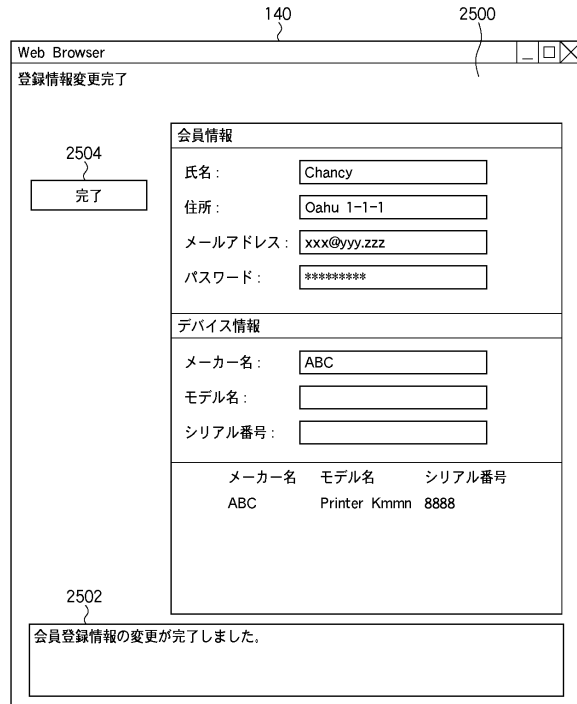 140
2500
Web Browser
登録情報変更完了
会員情報
2504
完了
氏名 : Chancy
住所 : Oahu 1-1-1
メールアドレス : xxx@yyy.zzz
パスワード : *********
デバイス情報
メーカー名 : ABC
モデル名 :
シリアル番号 :
メーカー名 モデル名 シリアル番号
ABC Printer Kmmn 8888
2502
会員登録情報の変更が完了しました。